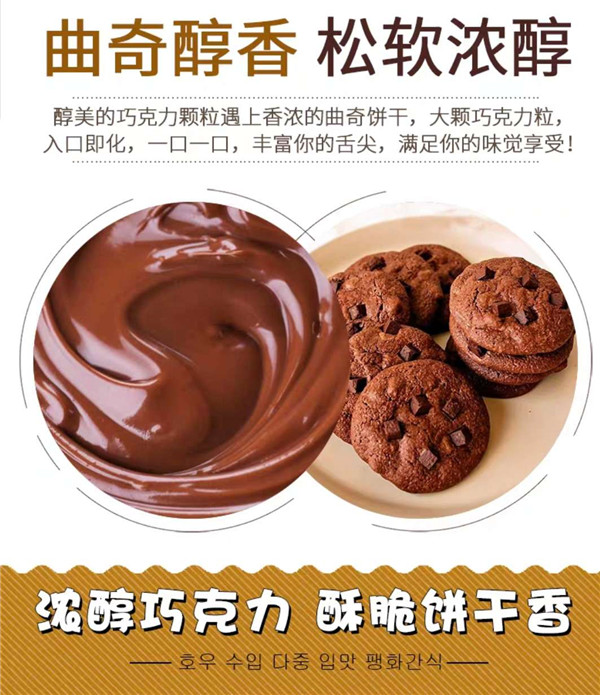 曲奇醇香 松软浓醇
醇美的巧克力颗粒遇上香浓的曲奇饼干，大颗巧克力粒，
入口即化，一口一口，丰富你的舌尖，满足你的味觉享受！
浓醇巧克力 酥脆饼干香
호우 수입 다중 입맛 팽화간식